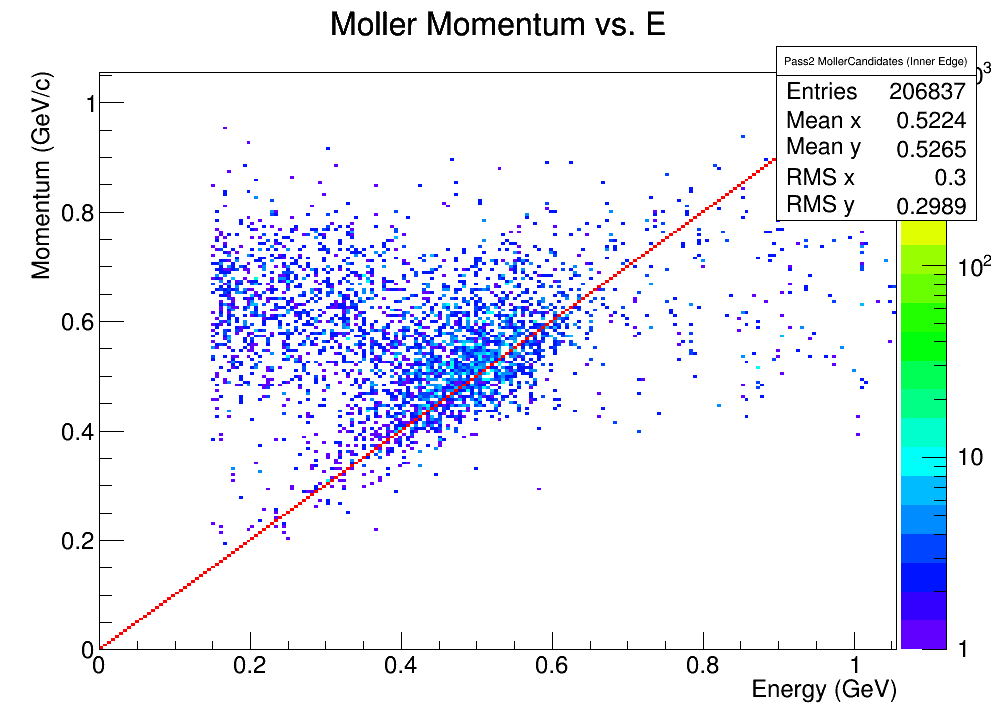 Moller Momentum vs. E
Pass2 MollerCandidates (Inner Edge)
Entries 206837
Mean x 0.5224
Mean y 0.5265
RMS x 0.3
RMS y 0.2989
Momentum (GeV/c)
1
0.8
0.6
0.4
0.2
0
0 0.2 0.4 0.6 0.8 1
Energy (GeV)
10²
10
1